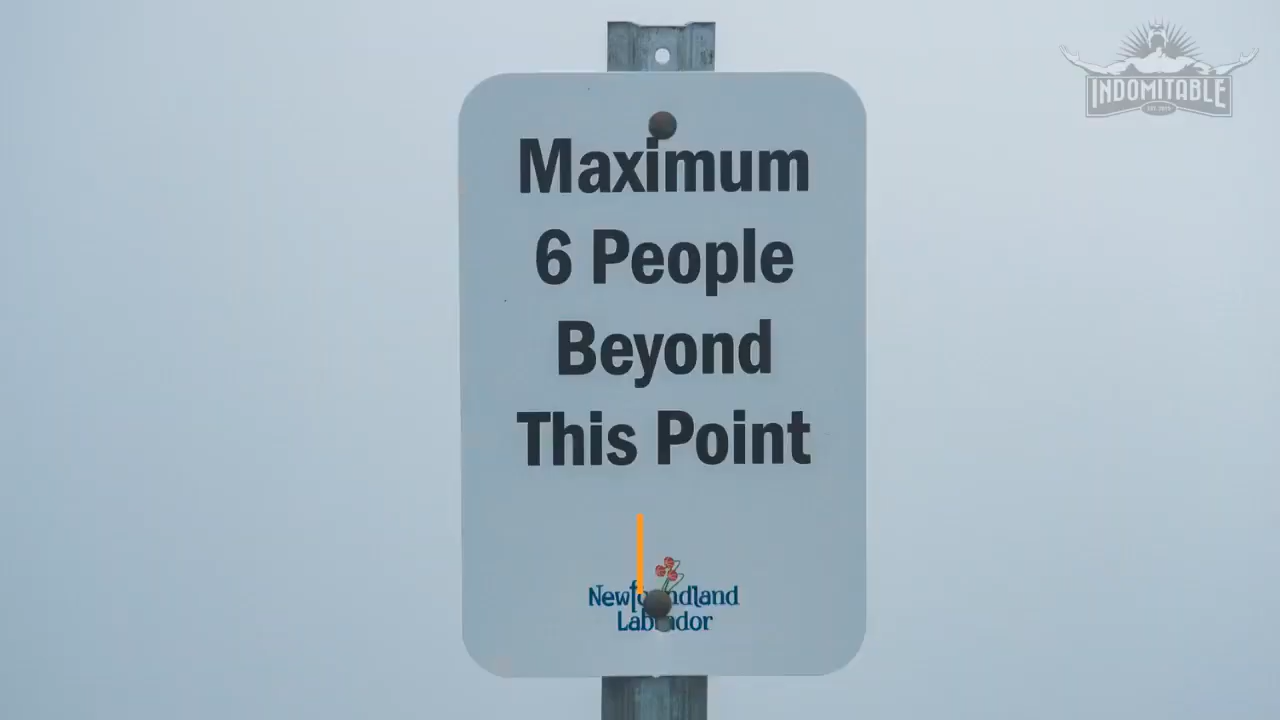 Maximum
6 People
Beyond
This Point
Newfoundland
Labrador
INDOMITABLE